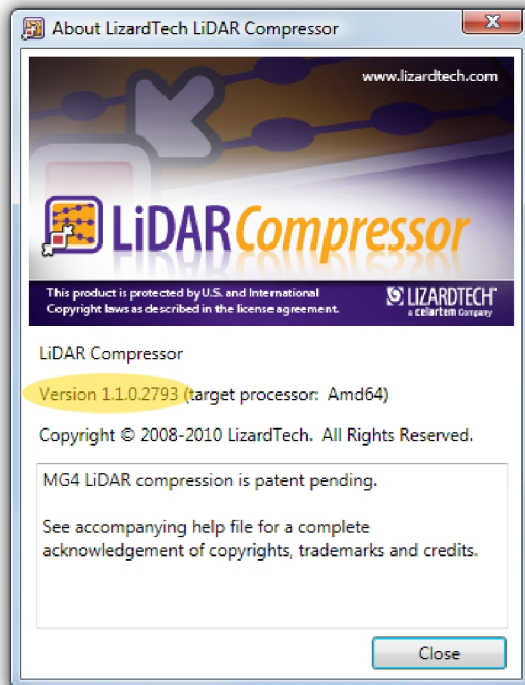 About LizardTech LiDAR Compressor
www.lizardtech.com
LiDAR Compressor
This product is protected by U.S. and International
Copyright laws as described in the license agreement.
LIZARDTECH
a celartem Company
LiDAR Compressor
Version 1.1.0.2793 (target processor: Amd64)
Copyright © 2008-2010 LizardTech. All Rights Reserved.
MG4 LiDAR compression is patent pending.
See accompanying help file for a complete
acknowledgement of copyrights, trademarks and credits.
Close